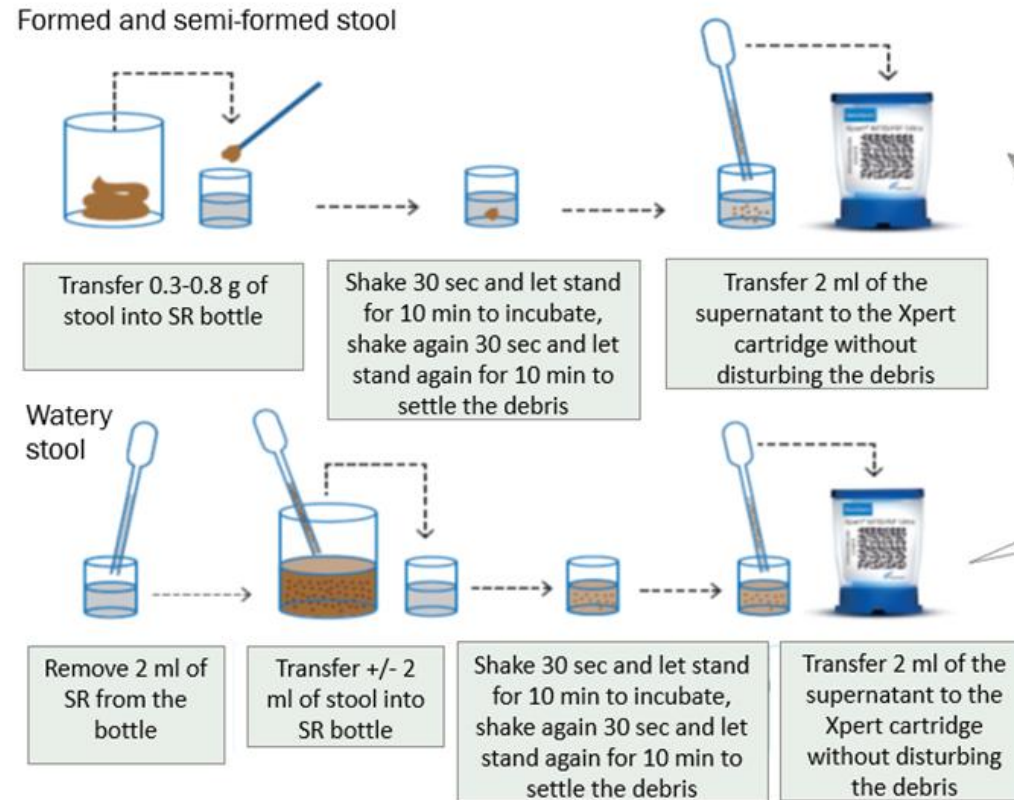 Formed and semi-formed stool
Transfer 0.3-0.8 g of
stool into SR bottle
Shake 30 sec and let stand
for 10 min to incubate,
shake again 30 sec and let
stand again for 10 min to
settle the debris
Transfer 2 ml of the
supernatant to the Xpert
cartridge without
disturbing the debris
Watery
stool
Remove 2 ml of
SR from the
bottle
Transfer +/- 2
ml of stool into
SR bottle
Shake 30 sec and let stand
for 10 min to incubate,
shake again 30 sec and let
stand again for 10 min to
settle the debris
Transfer 2 ml of the
supernatant to the
Xpert cartridge
without disturbing
the debris